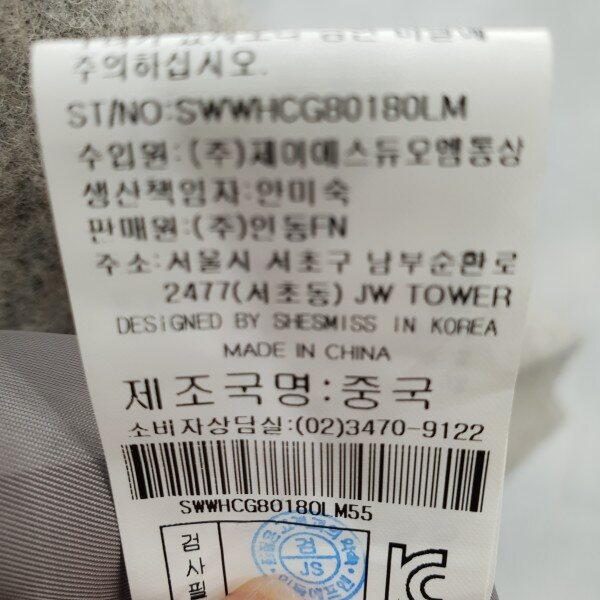 주의하십시오.
ST/NO:SWWHCG80180LM
수입원:(주)제이에스듀오엠통상
생산책임자:안미숙
판매원:(주)인동FN
주소:서울시 서초구 남부순환로
2477(서초동) JW TOWER
DESIGNED BY SHESMISS IN KOREA
MADE IN CHINA
제조국명:중국
소비자상담실:(02)3470-9122
SWWHCG80180LM55
검사필
검
JS